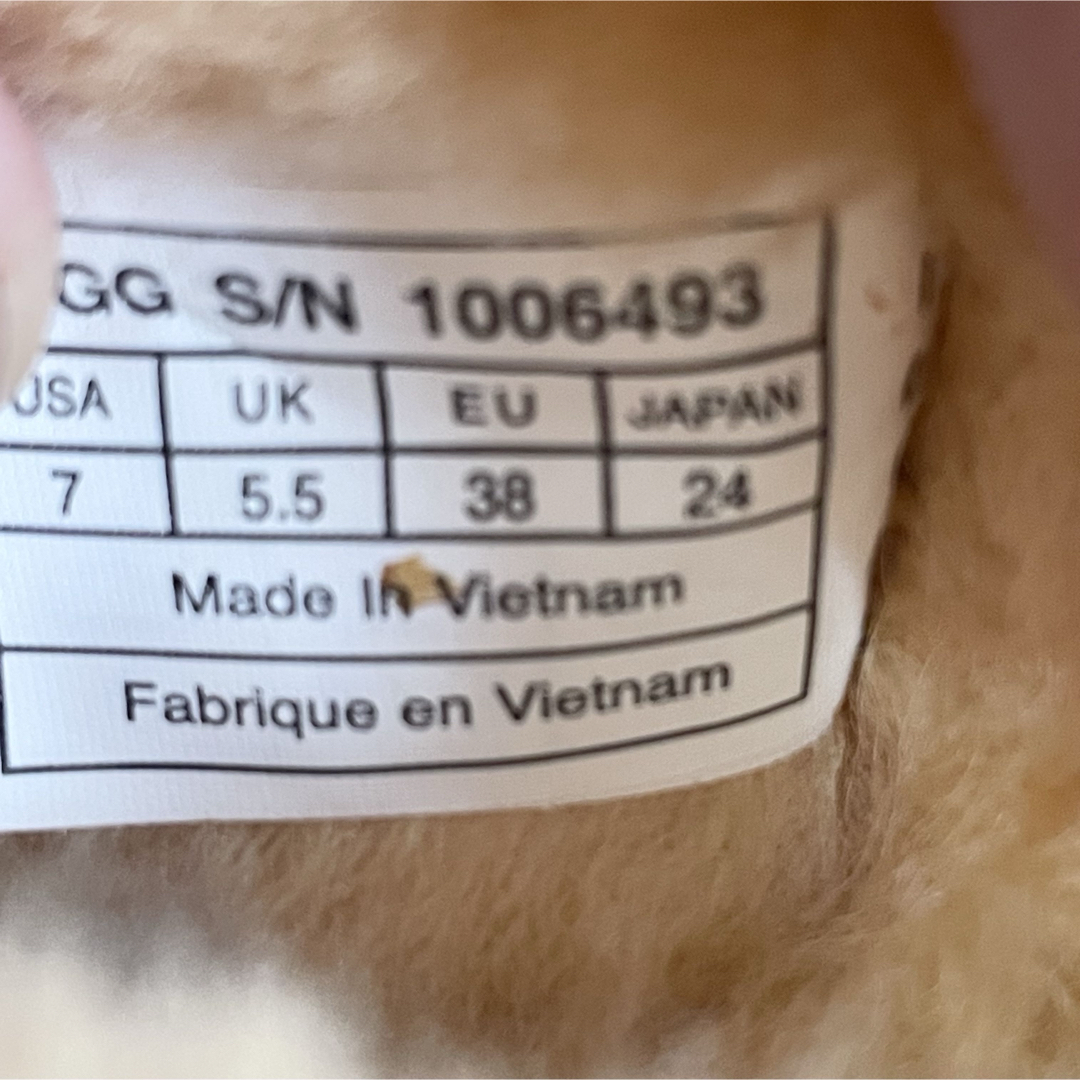 GG S/N 1006493
USA UK EU JAPAN
7 5.5 38 24
Made In Vietnam
Fabrique en Vietnam